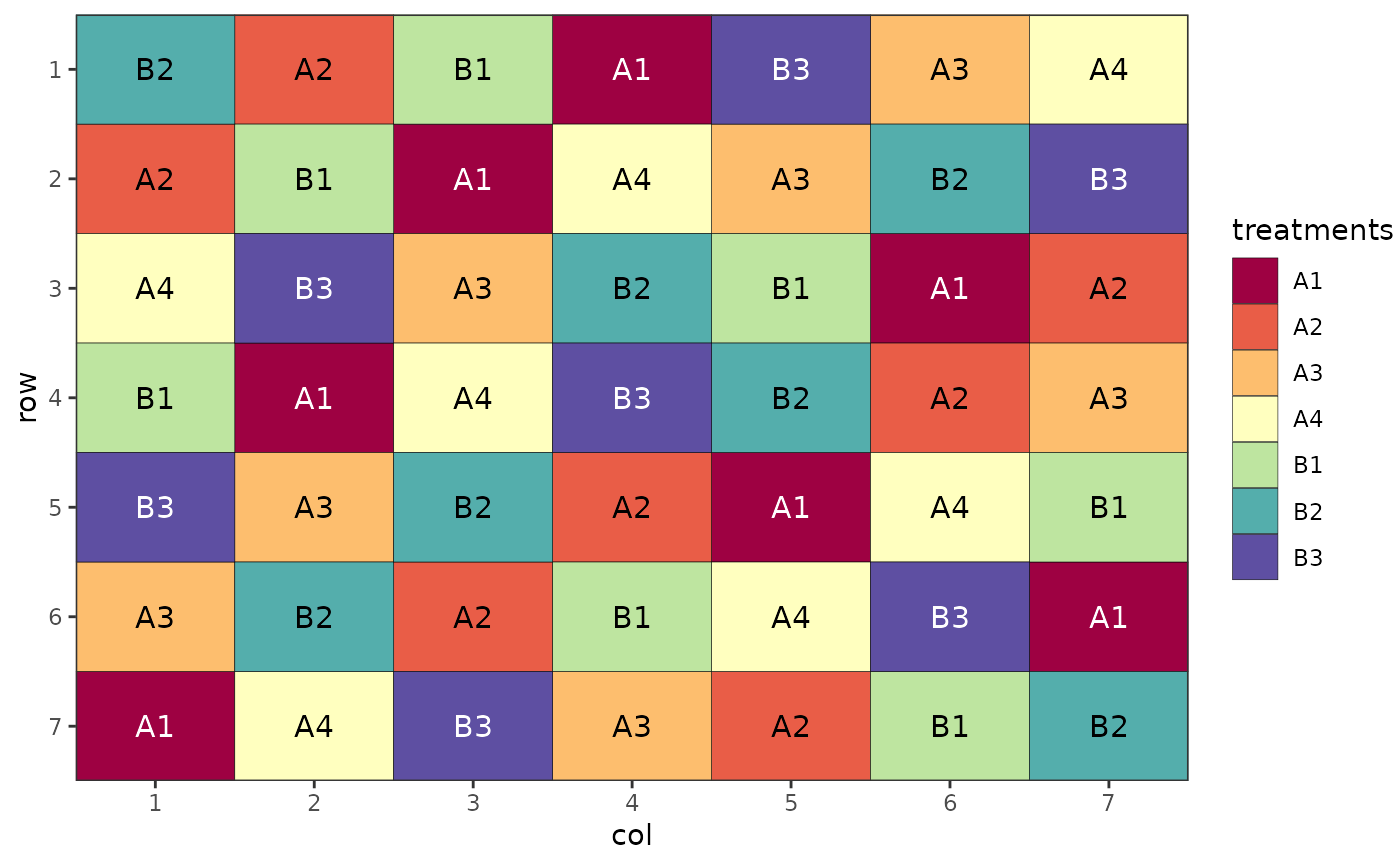 1 B2 A2 B1 A1 B3 A3 A4
2 A2 B1 A1 A4 A3 B2 B3
3 A4 B3 A3 B2 B1 A1 A2
4 B1 A1 A4 B3 B2 A2 A3
5 B3 A3 B2 A2 A1 A4 B1
6 A3 B2 A2 B1 A4 B3 A1
7 A1 A4 B3 A3 A2 B1 B2
row
1 2 3 4 5 6 7
col
treatments
A1
A2
A3
A4
B1
B2
B3